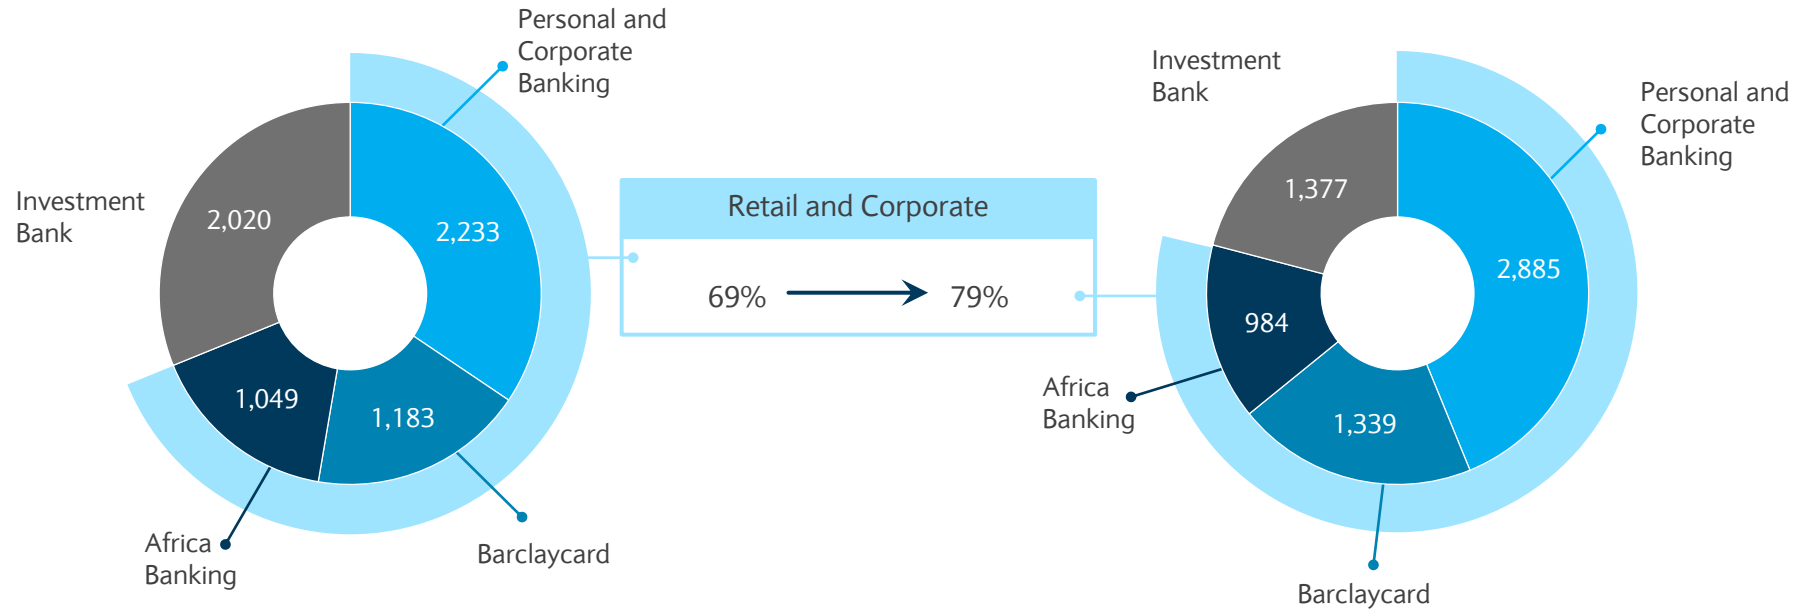 Personal and
Corporate
Banking
Investment
Bank
2,020
2,233
1,049
1,183
Africa
Banking
Barclaycard
Retail and Corporate
69%
79%
Investment
Bank
Personal and
Corporate
Banking
1,377
2,885
984
1,339
Africa
Banking
Barclaycard